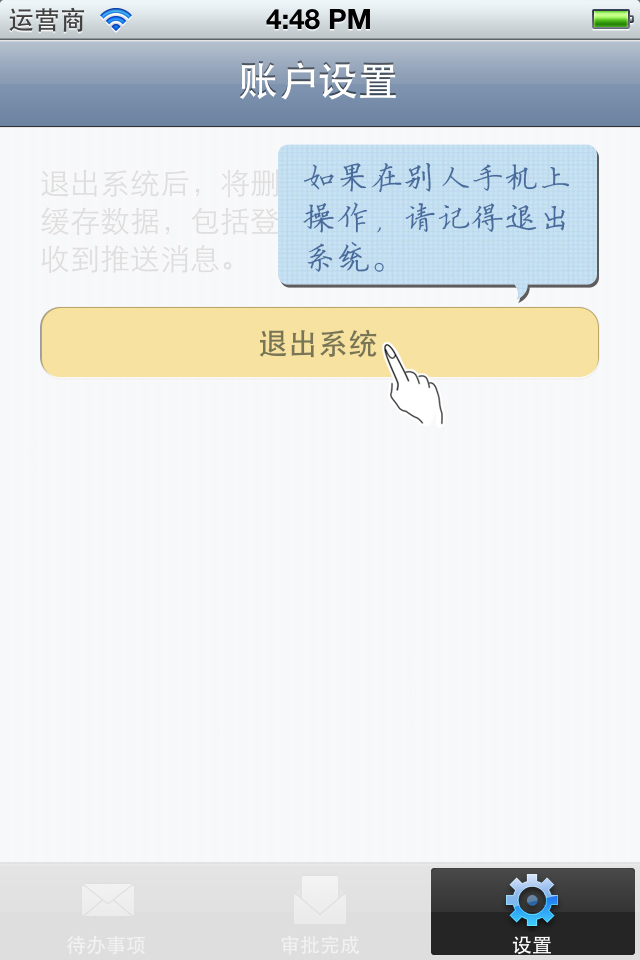 运营商 4:48 PM
账户设置
退出系统后，将删
缓存数据，包括登
收到推送消息。
如果在别人手机上
操作，请记得退出
系统。
退出系统
待办事项 审批完成 设置